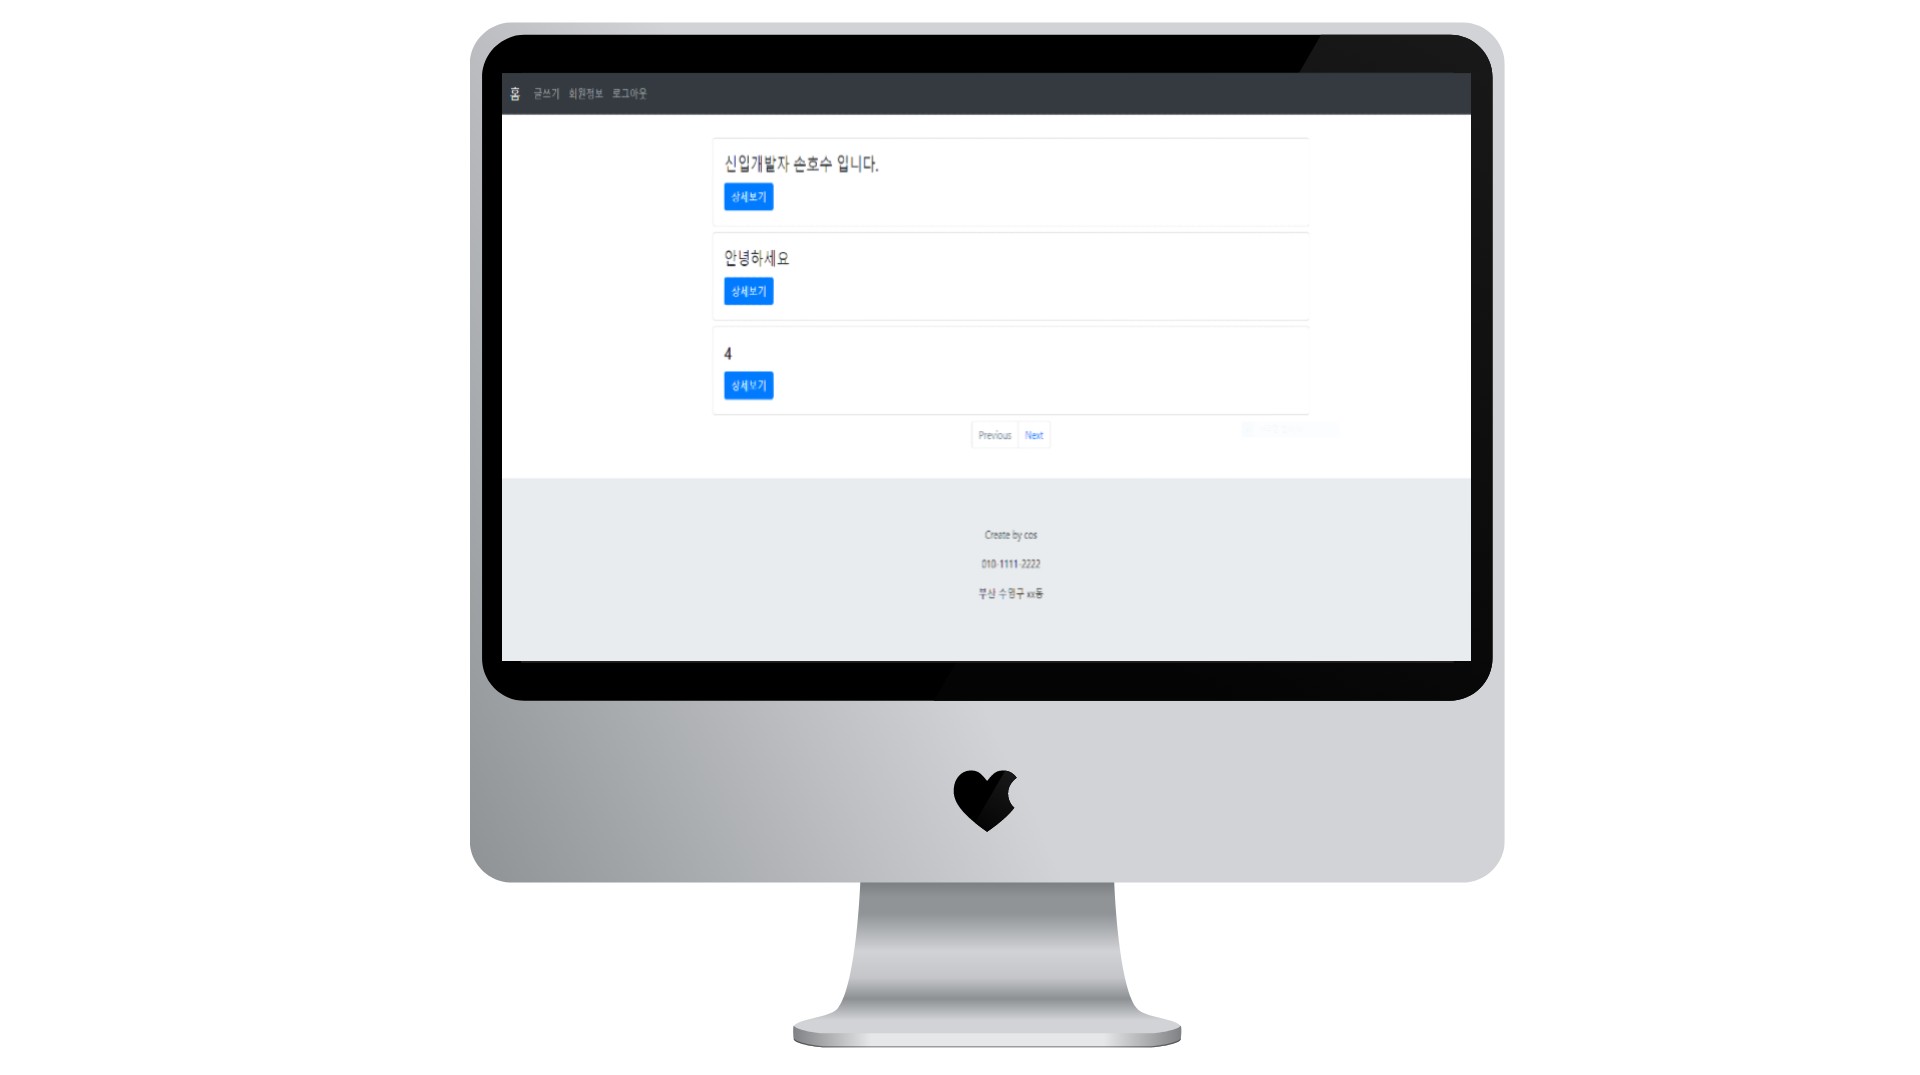 홈 글쓰기 회원정보 로그아웃
신입개발자 손호수 입니다.
상세보기
안녕하세요
상세보기
4
상세보기
Previous Next
Create by cos
010-1111-2222
부산 수영구 xx동